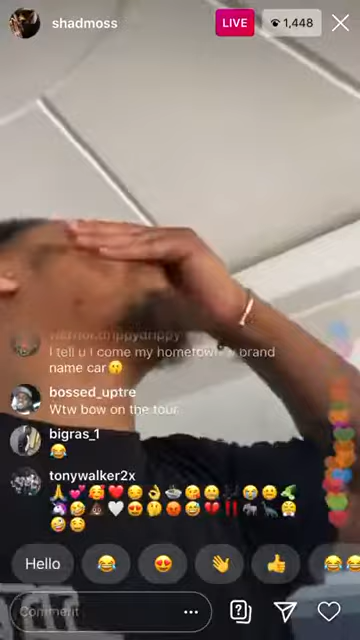 shadmoss
LIVE
1,448
I tell u I come my hometown brand
name car🤫
bossed_uptre
Wtw bow on the tour
bigras_1
😂
tonywalker2x
Hello
Comment